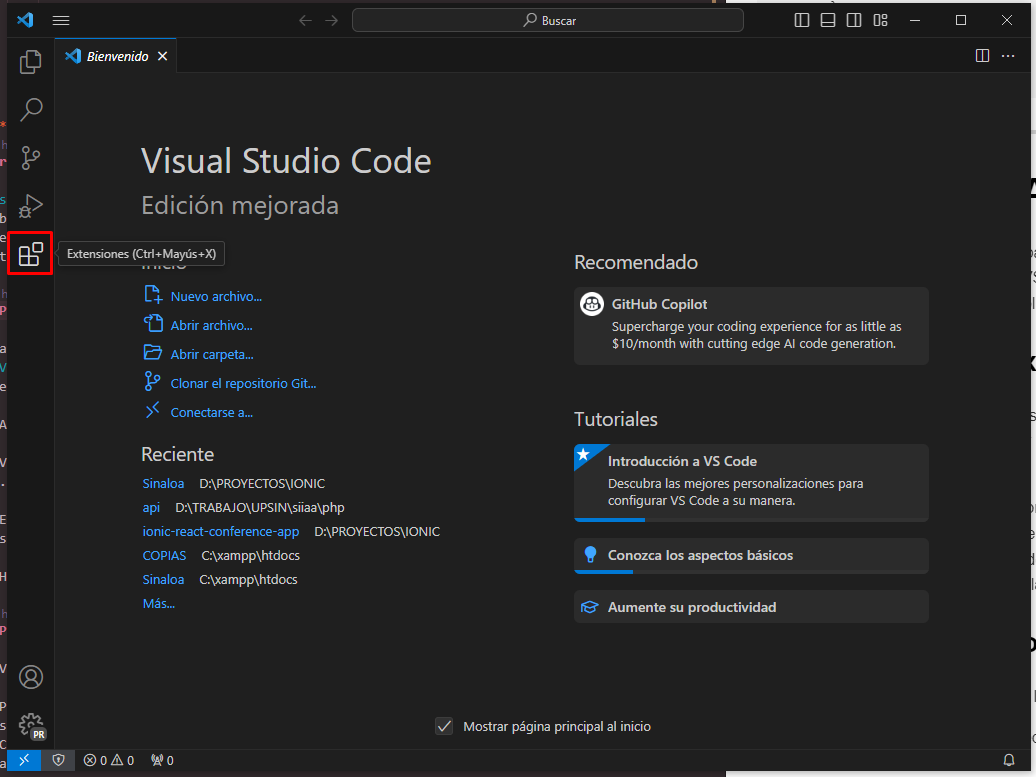 Buscar
Bienvenido
Visual Studio Code
Edición mejorada
Extensiones (Ctrl+Mayús+X)
Nuevo archivo...
Abrir archivo...
Abrir carpeta...
Clonar el repositorio Git...
Conectarse a...
Reciente
Sinaloa D:\PROYECTOS\IONIC
api D:\TRABAJO\UPSIN\siiaa\php
ionic-react-conference-app D:\PROYECTOS\IONIC
COPIAS C:\xampp\htdocs
Sinaloa C:\xampp\htdocs
Más...
Recomendado
GitHub Copilot
Supercharge your coding experience for as little as
$10/month with cutting edge AI code generation.
Tutoriales
Introducción a VS Code
Descubra las mejores personalizaciones para
configurar VS Code a su manera.
Conozca los aspectos básicos
Aumente su productividad
Mostrar página principal al inicio
PR
0 0 0